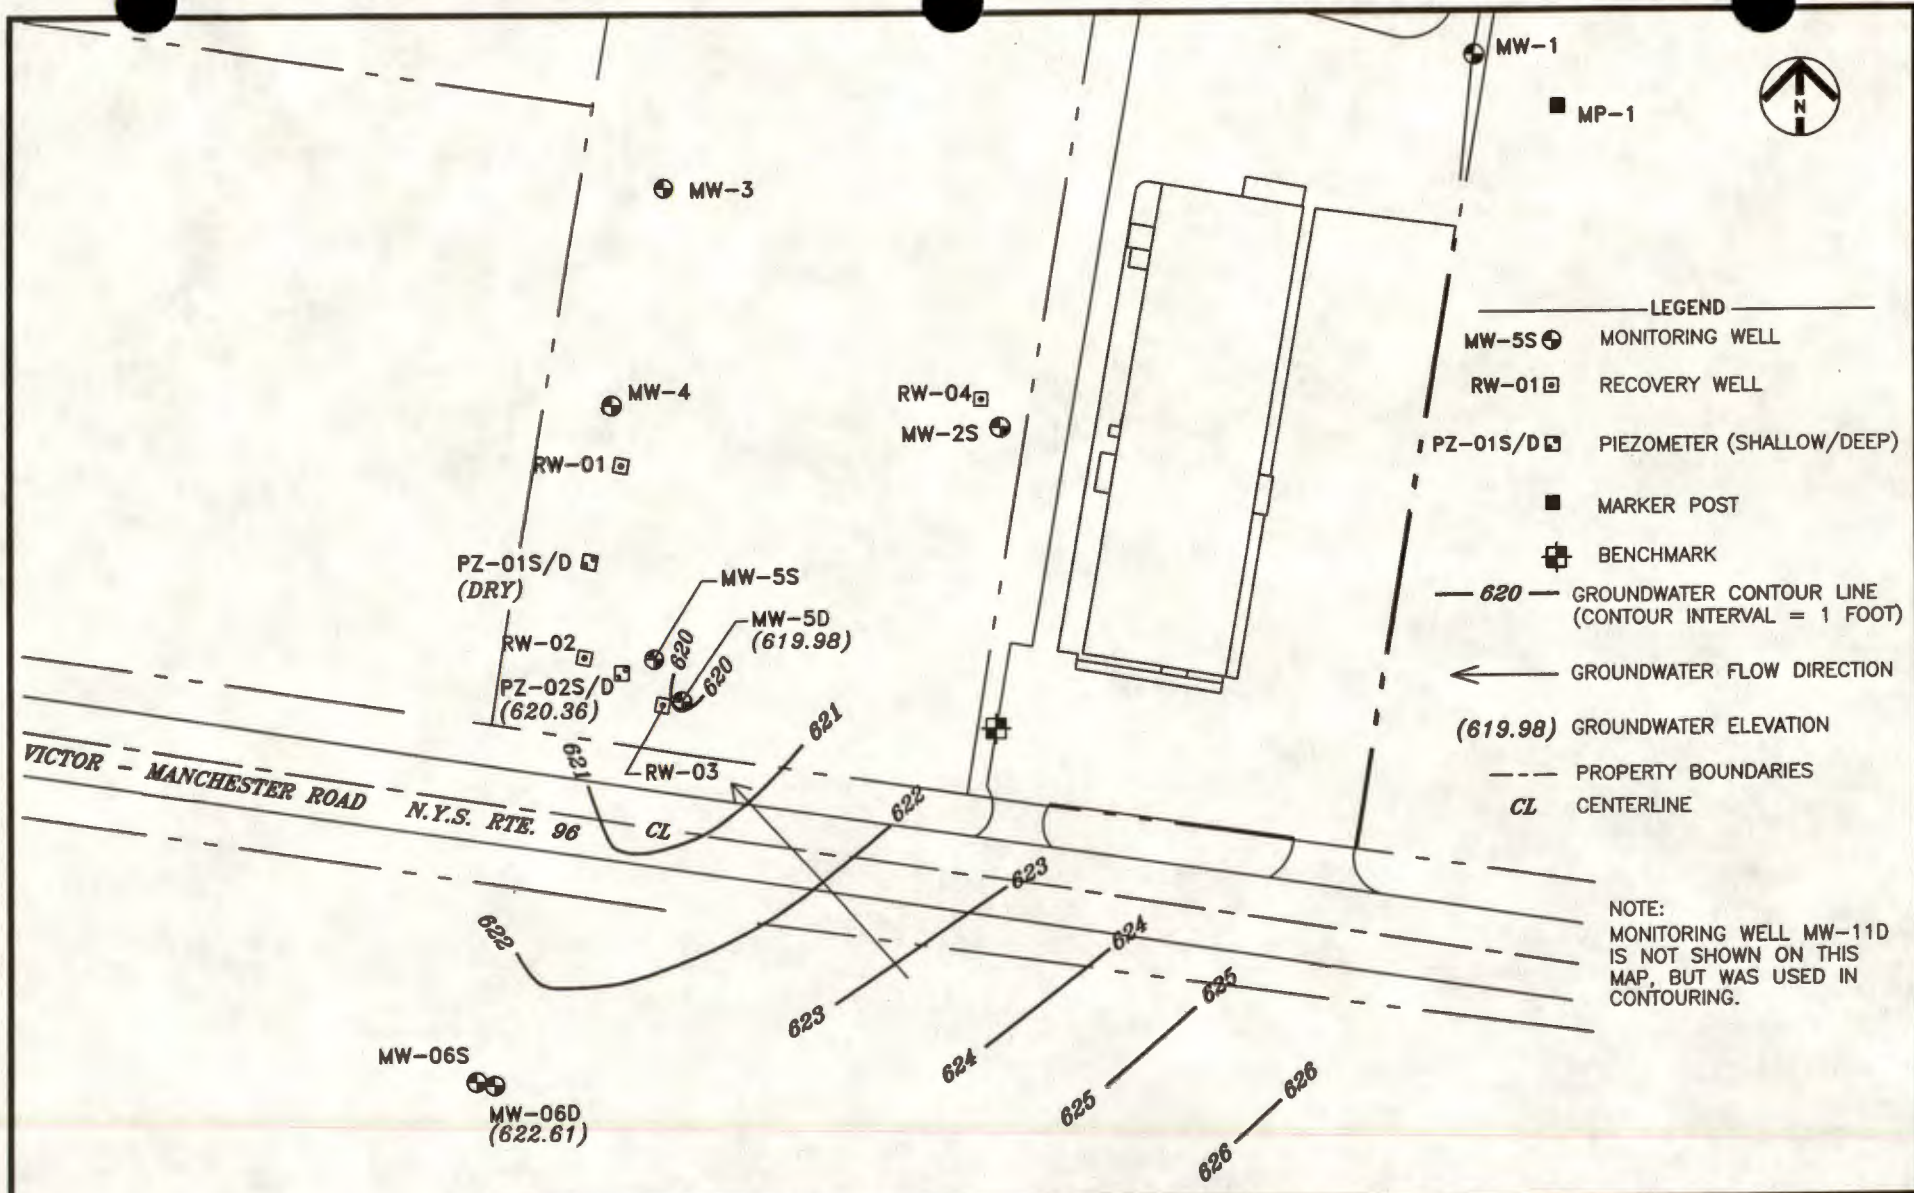 MW-1
MP-1
N
MW-3
LEGEND
MW-5S MONITORING WELL
RW-01 RECOVERY WELL
PZ-01S/D PIEZOMETER (SHALLOW/DEEP)
MARKER POST
BENCHMARK
620 GROUNDWATER CONTOUR LINE
(CONTOUR INTERVAL = 1 FOOT)
GROUNDWATER FLOW DIRECTION
(619.98) GROUNDWATER ELEVATION
PROPERTY BOUNDARIES
CL CENTERLINE
MW-4
RW-04
MW-2S
RW-01
PZ-01S/D
(DRY)
MW-5S
MW-5D
(619.98)
RW-02
PZ-02S/D
(620.36)
620
620
RW-03
621
621
VICTOR - MANCHESTER ROAD N.Y.S. RTE. 96 CL
622
622
623
623
624
624
625
625
626
626
NOTE:
MONITORING WELL MW-11D
IS NOT SHOWN ON THIS
MAP, BUT WAS USED IN
CONTOURING.
MW-06S
MW-06D
(622.61)